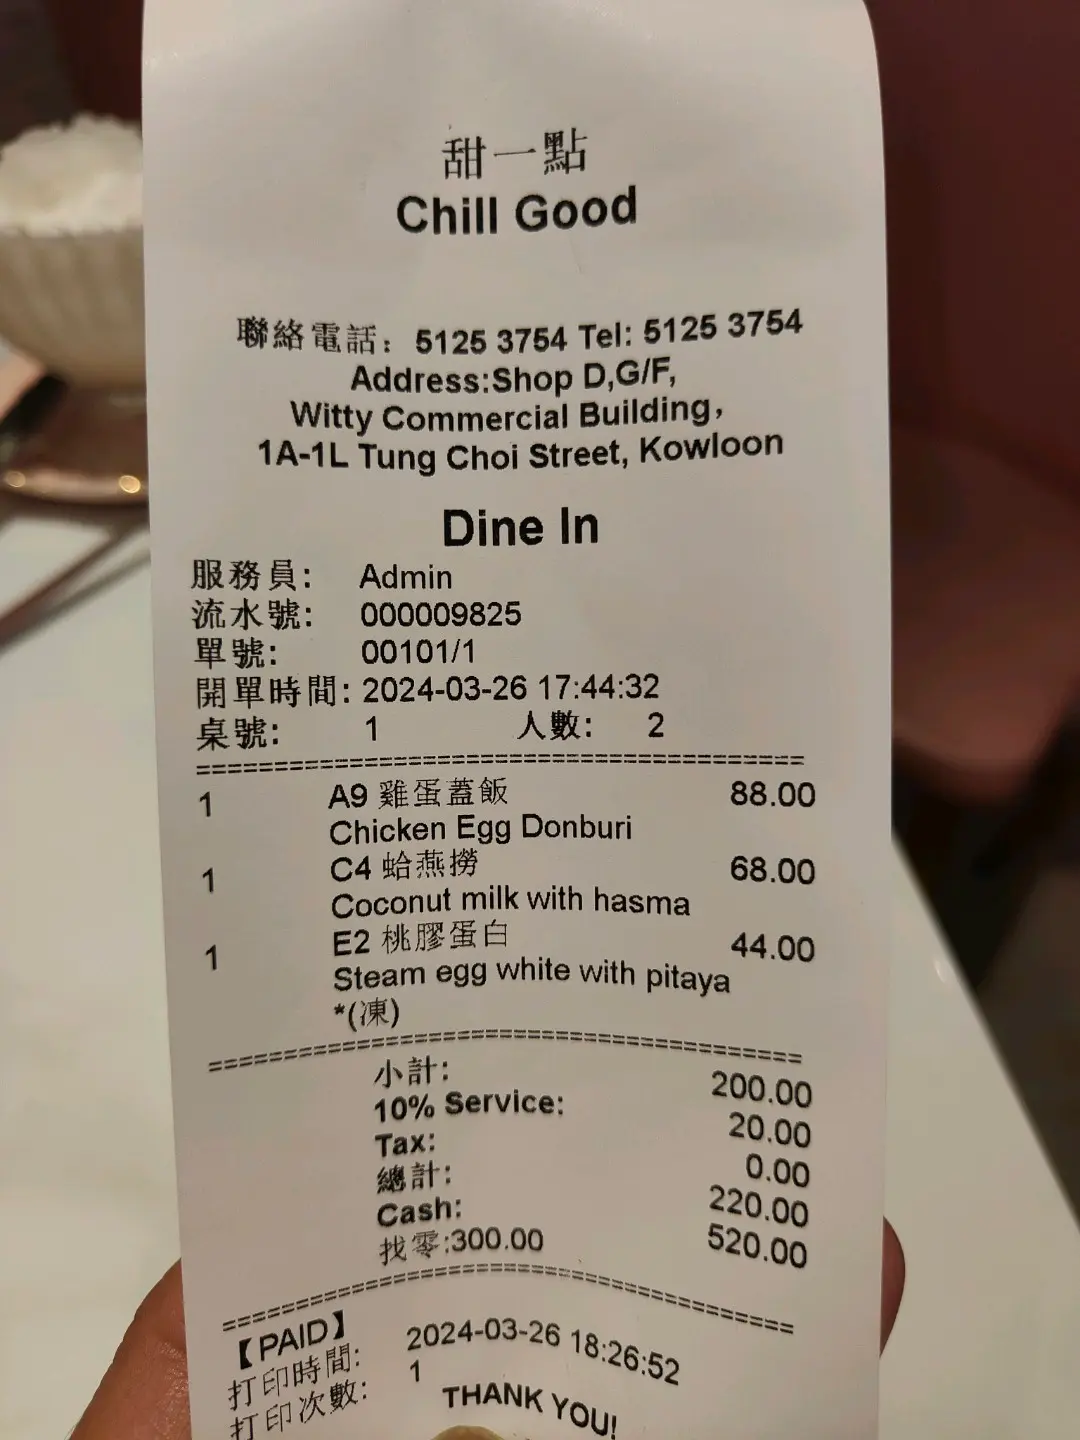 甜一點
Chill Good
聯絡電話: 5125 3754 Tel: 5125 3754
Address:Shop D,G/F,
Witty Commercial Building,
1A-1L Tung Choi Street, Kowloon
Dine In
服務員: Admin
流水號: 000009825
單號: 00101/1
開單時間: 2024-03-26 17:44:32
桌號: 1 人數: 2
1 A9 雞蛋蓋飯 88.00
Chicken Egg Donburi
1 C4 蛤燕撈 68.00
Coconut milk with hasma
1 E2 桃膠蛋白 44.00
Steam egg white with pitaya
*(凍)
小計: 200.00
10% Service: 20.00
Tax: 0.00
總計: 220.00
Cash: 520.00
找零:300.00
【PAID】
打印時間: 2024-03-26 18:26:52
打印次數: 1
THANK YOU!